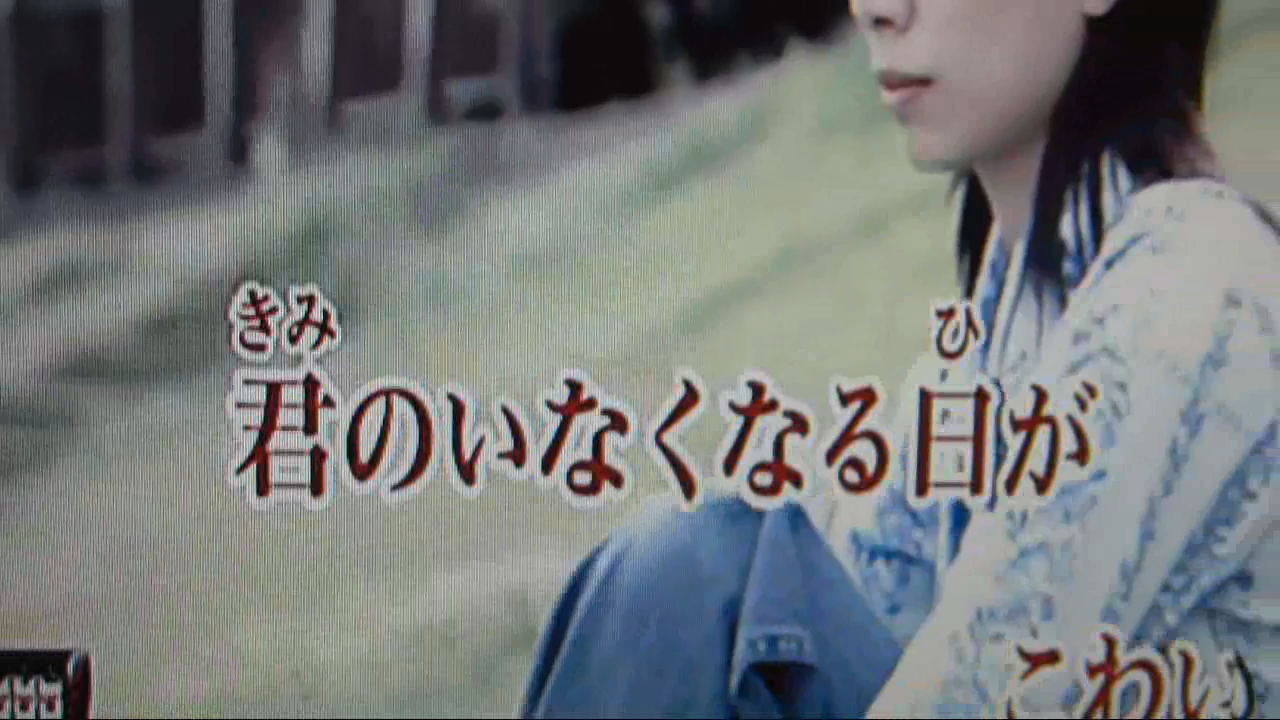 きみ ひ
君のいなくなる日が
こわい